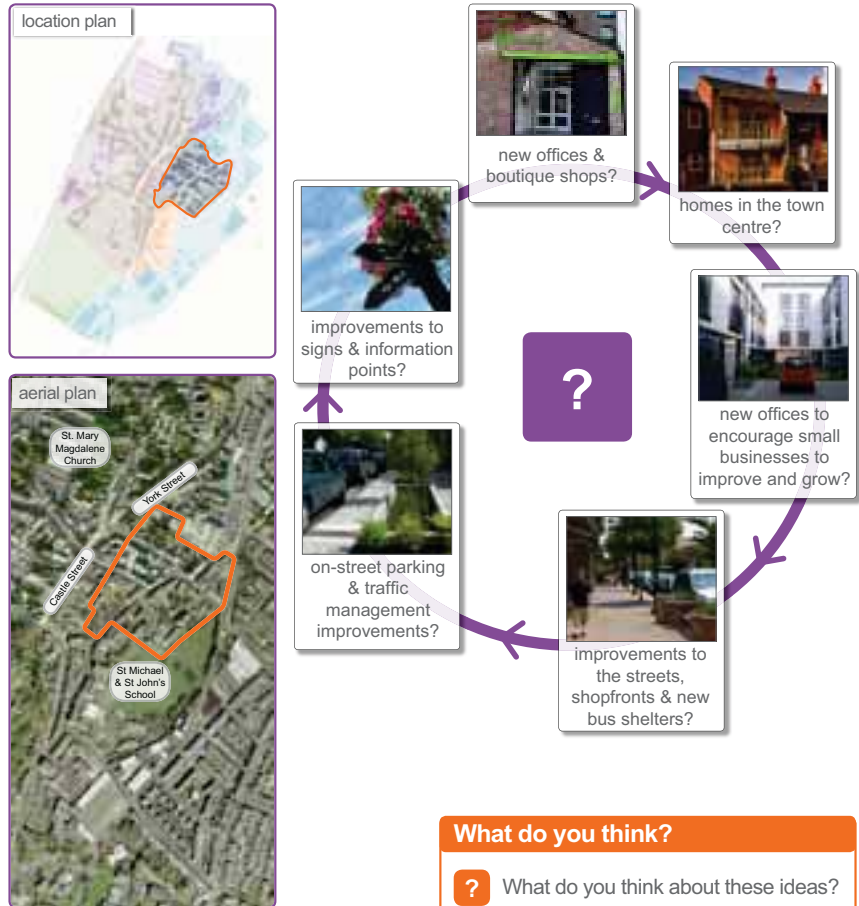 location plan
new offices &
boutique shops?
homes in the town
centre?
improvements to
signs & information
points?
?
new offices to
encourage small
businesses to
improve and grow?
aerial plan
St. Mary
Magdalene
Church
York Street
Castle Street
St Michael
& St John's
School
on-street parking
& traffic
management
improvements?
improvements to
the streets,
shopfronts & new
bus shelters?
What do you think?
? What do you think about these ideas?